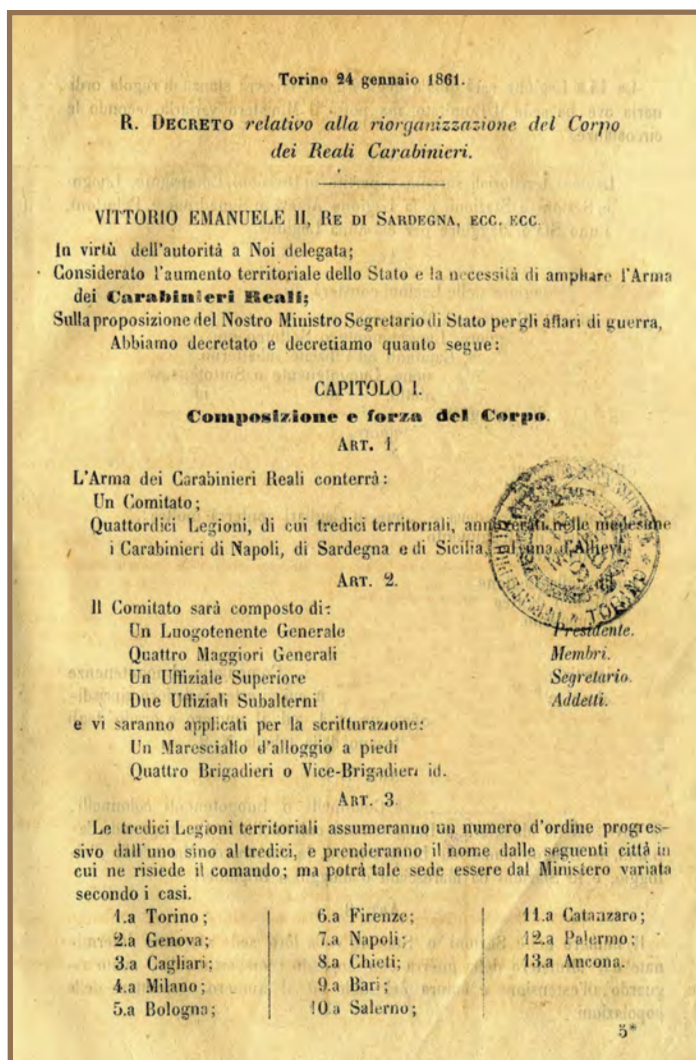 Torino 24 gennaio 1861.
R. DECRETO relativo alla riorganizzazione del Corpo
dei Reali Carabinieri.
VITTORIO EMANUELE II, RE DI SARDEGNA, ECC. ECC.
In virtù dell'autorità a Noi delegata;
Considerato l'aumento territoriale dello Stato e la necessità di ampliare l'Arma
dei Carabinieri Reali;
Sulla proposizione del Nostro Ministro Segretario di Stato per gli affari di guerra,
Abbiamo decretato e decretiamo quanto segue:
CAPITOLO I.
Composizione e forza del Corpo.
ART. 1
L'Arma dei Carabinieri Reali conterrà:
Un Comitato;
Quattordici Legioni, di cui tredici territoriali, annoverati nelle medesime
i Carabinieri di Napoli, di Sardegna e di Sicilia, ed una d'Allievi.
ART. 2.
Il Comitato sarà composto di:
Un Luogotenente Generale Presidente.
Quattro Maggiori Generali Membri.
Un Uffiziale Superiore Segretario.
Due Uffiziali Subalterni Addetti.
e vi saranno applicati per la scritturazione:
Un Maresciallo d'alloggio a piedi
Quattro Brigadieri o Vice-Brigadieri id.
ART. 3
Le tredici Legioni territoriali assumeranno un numero d'ordine progres-
sivo dall'uno sino al tredici, e prenderanno il nome dalle seguenti città in
cui ne risiede il comando; ma potrà tale sede essere dal Ministero variata
secondo i casi.
1.a Torino; 6.a Firenze; 11.a Catanzaro;
2.a Genova; 7.a Napoli; 12.a Palermo;
3.a Cagliari; 8.a Chieti; 13.a Ancona.
4.a Milano; 9.a Bari;
5.a Bologna; 10.a Salerno;
5*
TORINO